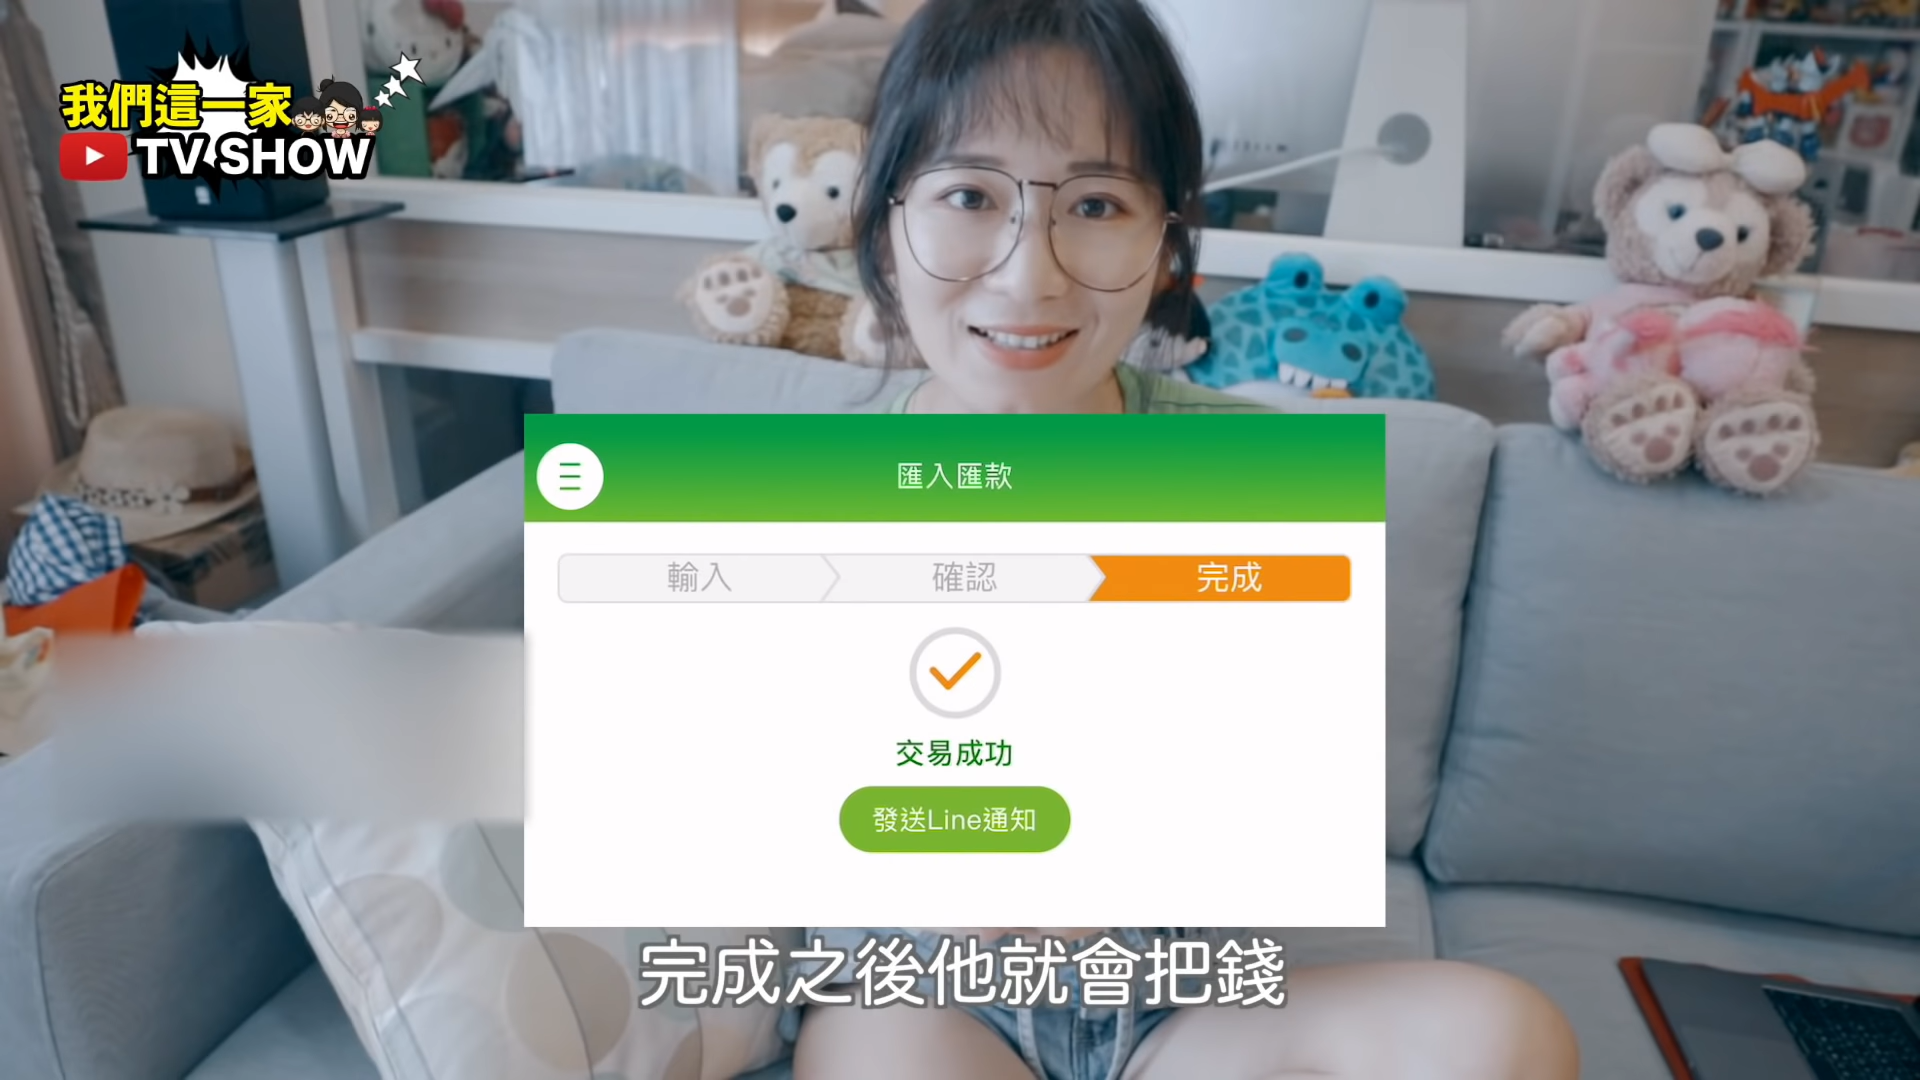 我們這一家
TV SHOW
匯入匯款
輸入
確認
完成
交易成功
發送Line通知
完成之後他就會把錢